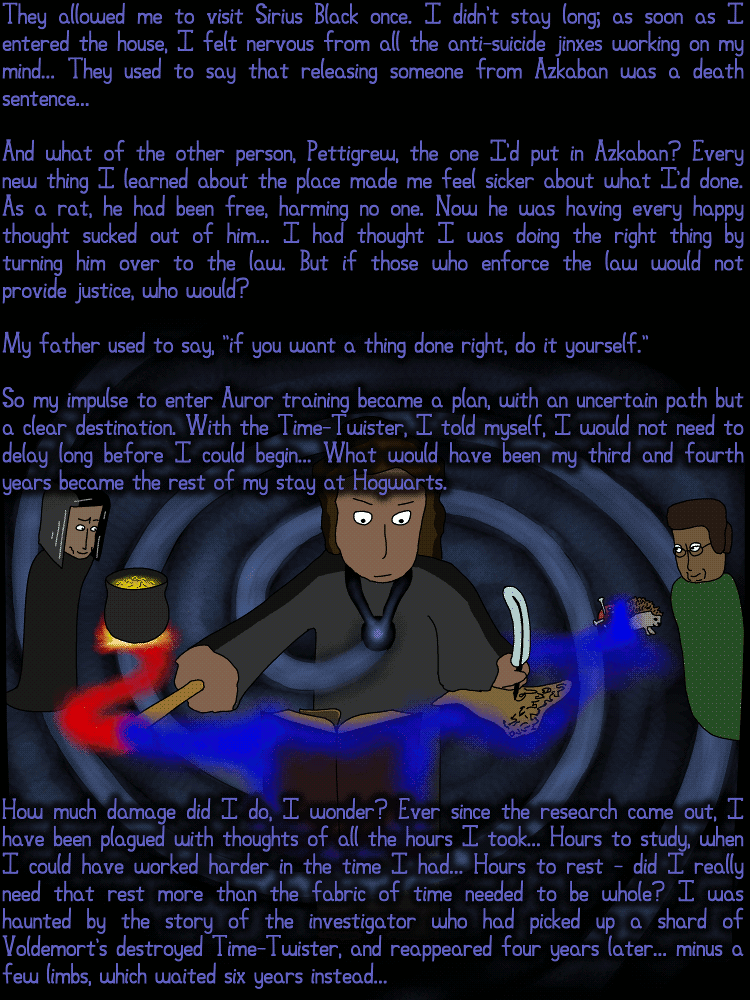 They allowed me to visit Sirius Black once. I didn't stay long; as soon as I
entered the house, I felt nervous from all the anti-suicide jinxes working on my
mind... They used to say that releasing someone from Azkaban was a death
sentence...
And what of the other person, Pettigrew, the one I'd put in Azkaban? Every
new thing I learned about the place made me feel sicker about what I'd done.
As a rat, he had been free, harming no one. Now he was having every happy
thought sucked out of him... I had thought I was doing the right thing by
turning him over to the law. But if those who enforce the law would not
provide justice, who would?
My father used to say, "if you want a thing done right, do it yourself."
So my impulse to enter Auror training became a plan, with an uncertain path but
a clear destination. With the Time-Twister, I told myself, I would not need to
delay long before I could begin... What would have been my third and fourth
years became the rest of my stay at Hogwarts.
How much damage did I do, I wonder? Ever since the research came out, I
have been plagued with thoughts of all the hours I took... Hours to study, when
I could have worked harder in the time I had... Hours to rest - did I really
need that rest more than the fabric of time needed to be whole? I was
haunted by the story of the investigator who had picked up a shard of
Voldemort's destroyed Time-Twister, and reappeared four years later... minus a
few limbs, which waited six years instead...